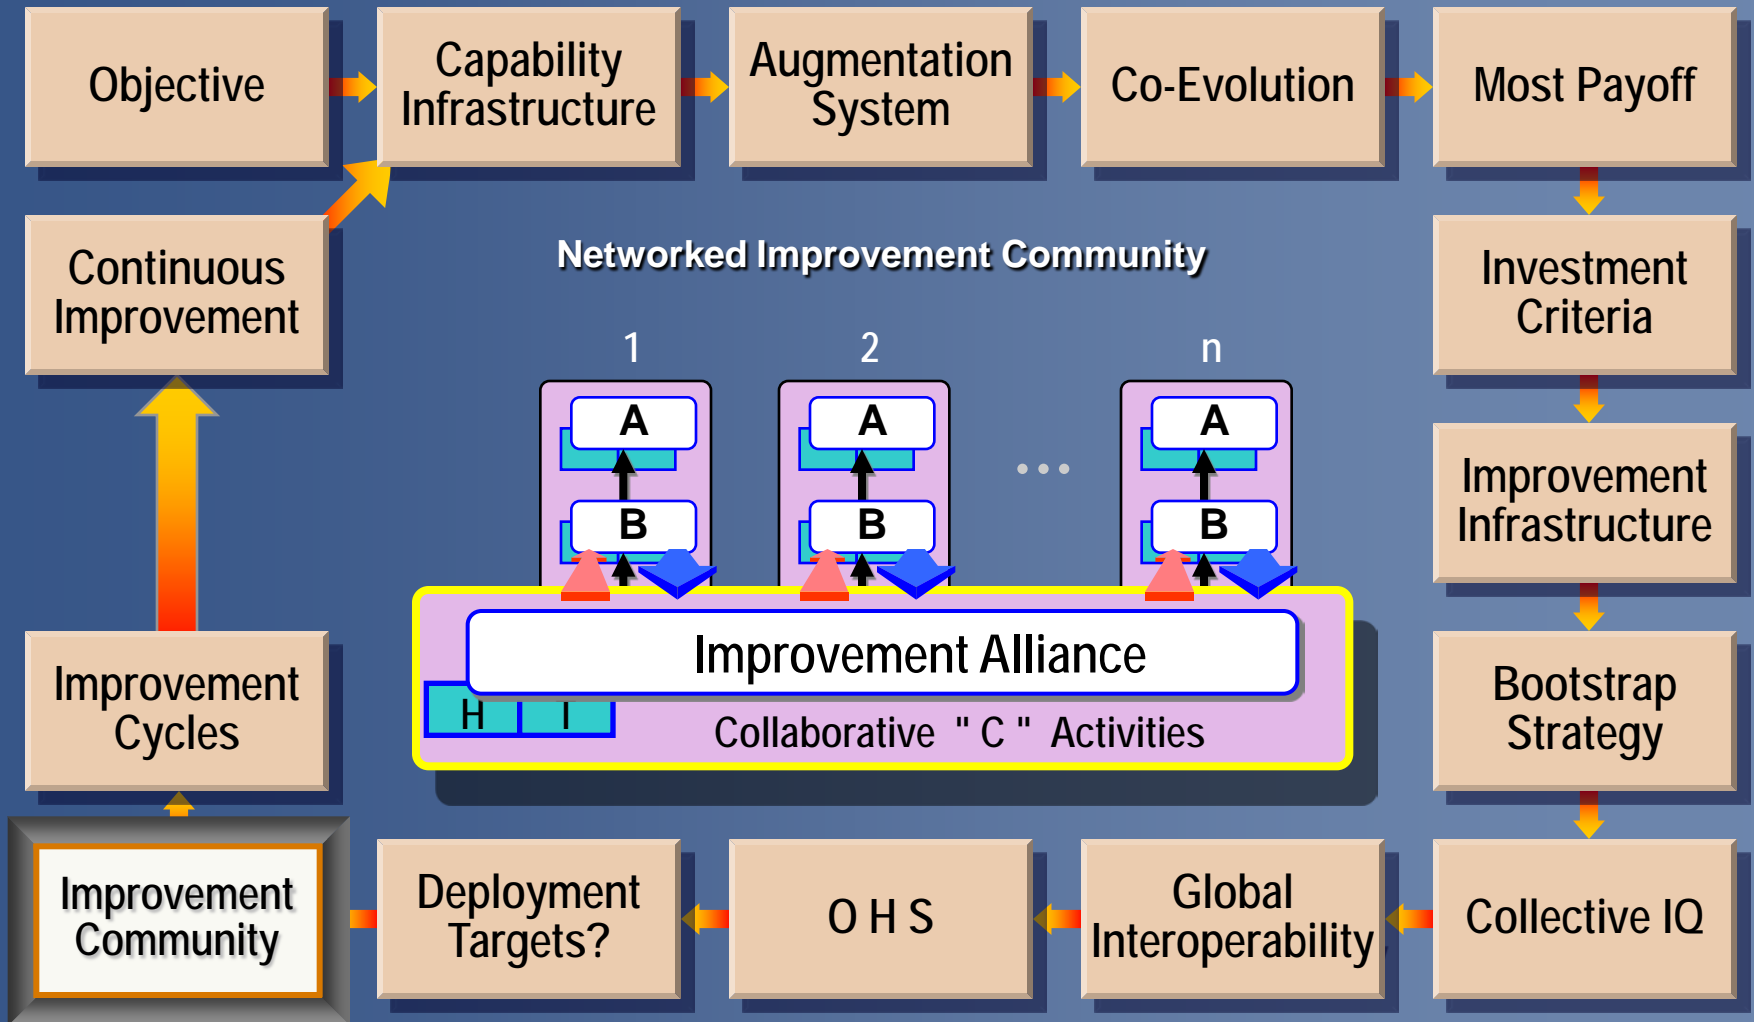 Objective
Capability
Infrastructure
Augmentation
System
Co-Evolution
Most Payoff
Continuous
Improvement
Networked Improvement Community
Investment
Criteria
1 2 n
A A ... A
B B B
Improvement
Infrastructure
Improvement Alliance
H T
Collaborative " C " Activities
Improvement
Cycles
Bootstrap
Strategy
Improvement
Community
Deployment
Targets?
O H S
Global
Interoperability
Collective IQ